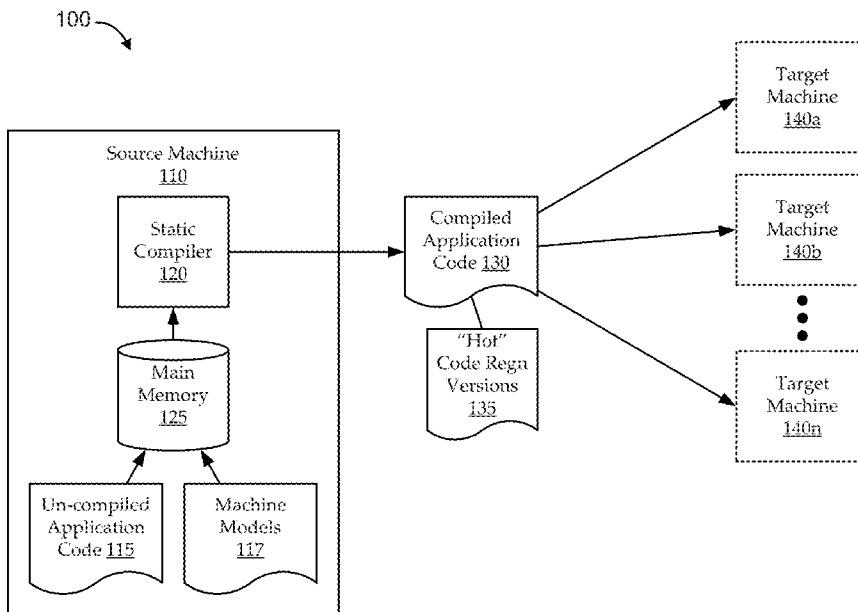 100
Source Machine
110
Static
Compiler
120
Main
Memory
125
Un-compiled
Application
Code 115
Machine
Models
117
Compiled
Application
Code 130
“Hot”
Code Regn
Versions
135
Target
Machine
140a
Target
Machine
140b
Target
Machine
140n